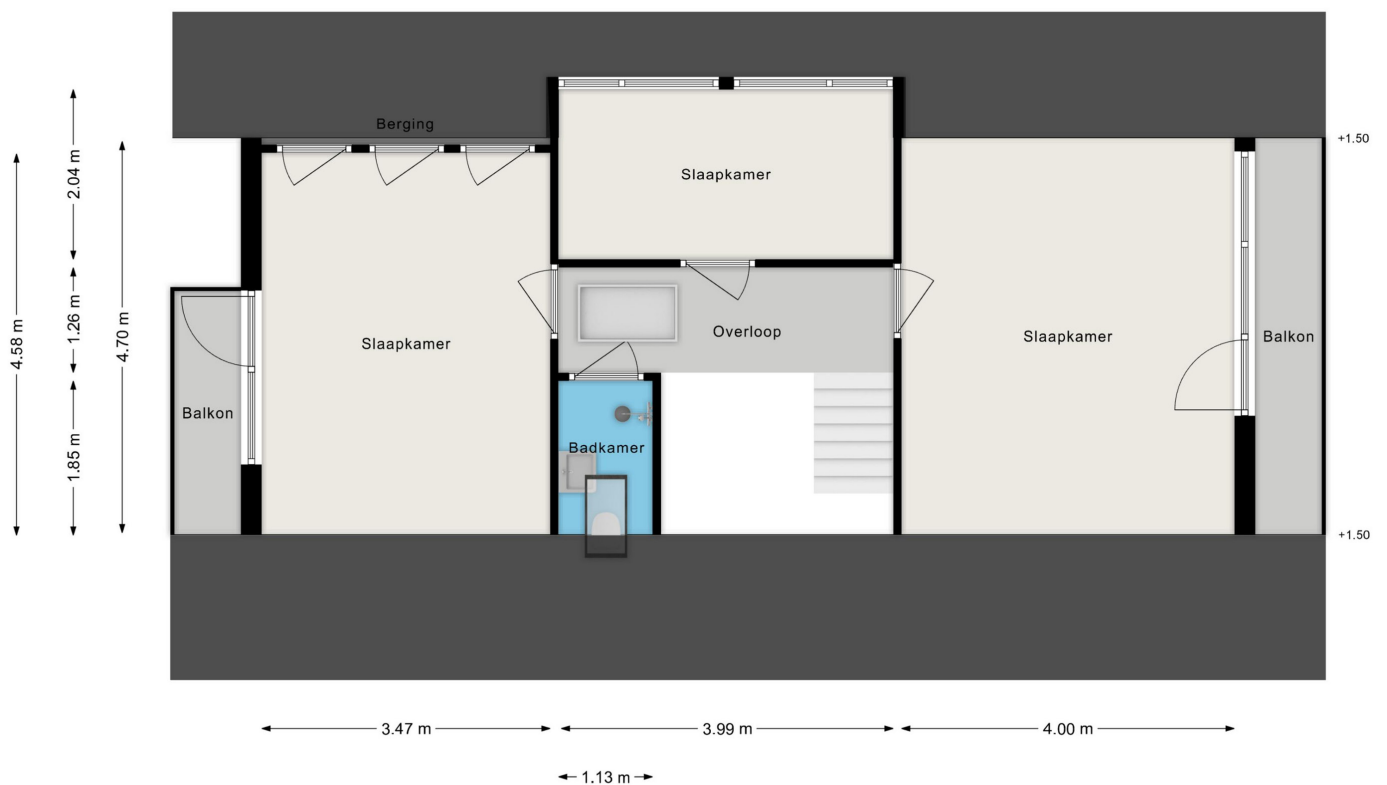 Berging
+1.50
2.04 m
Slaapkamer
1.26 m
4.70 m
4.58 m
Overloop
Slaapkamer
Slaapkamer
Balkon
Balkon
1.85 m
Badkamer
+1.50
3.47 m
3.99 m
4.00 m
1.13 m